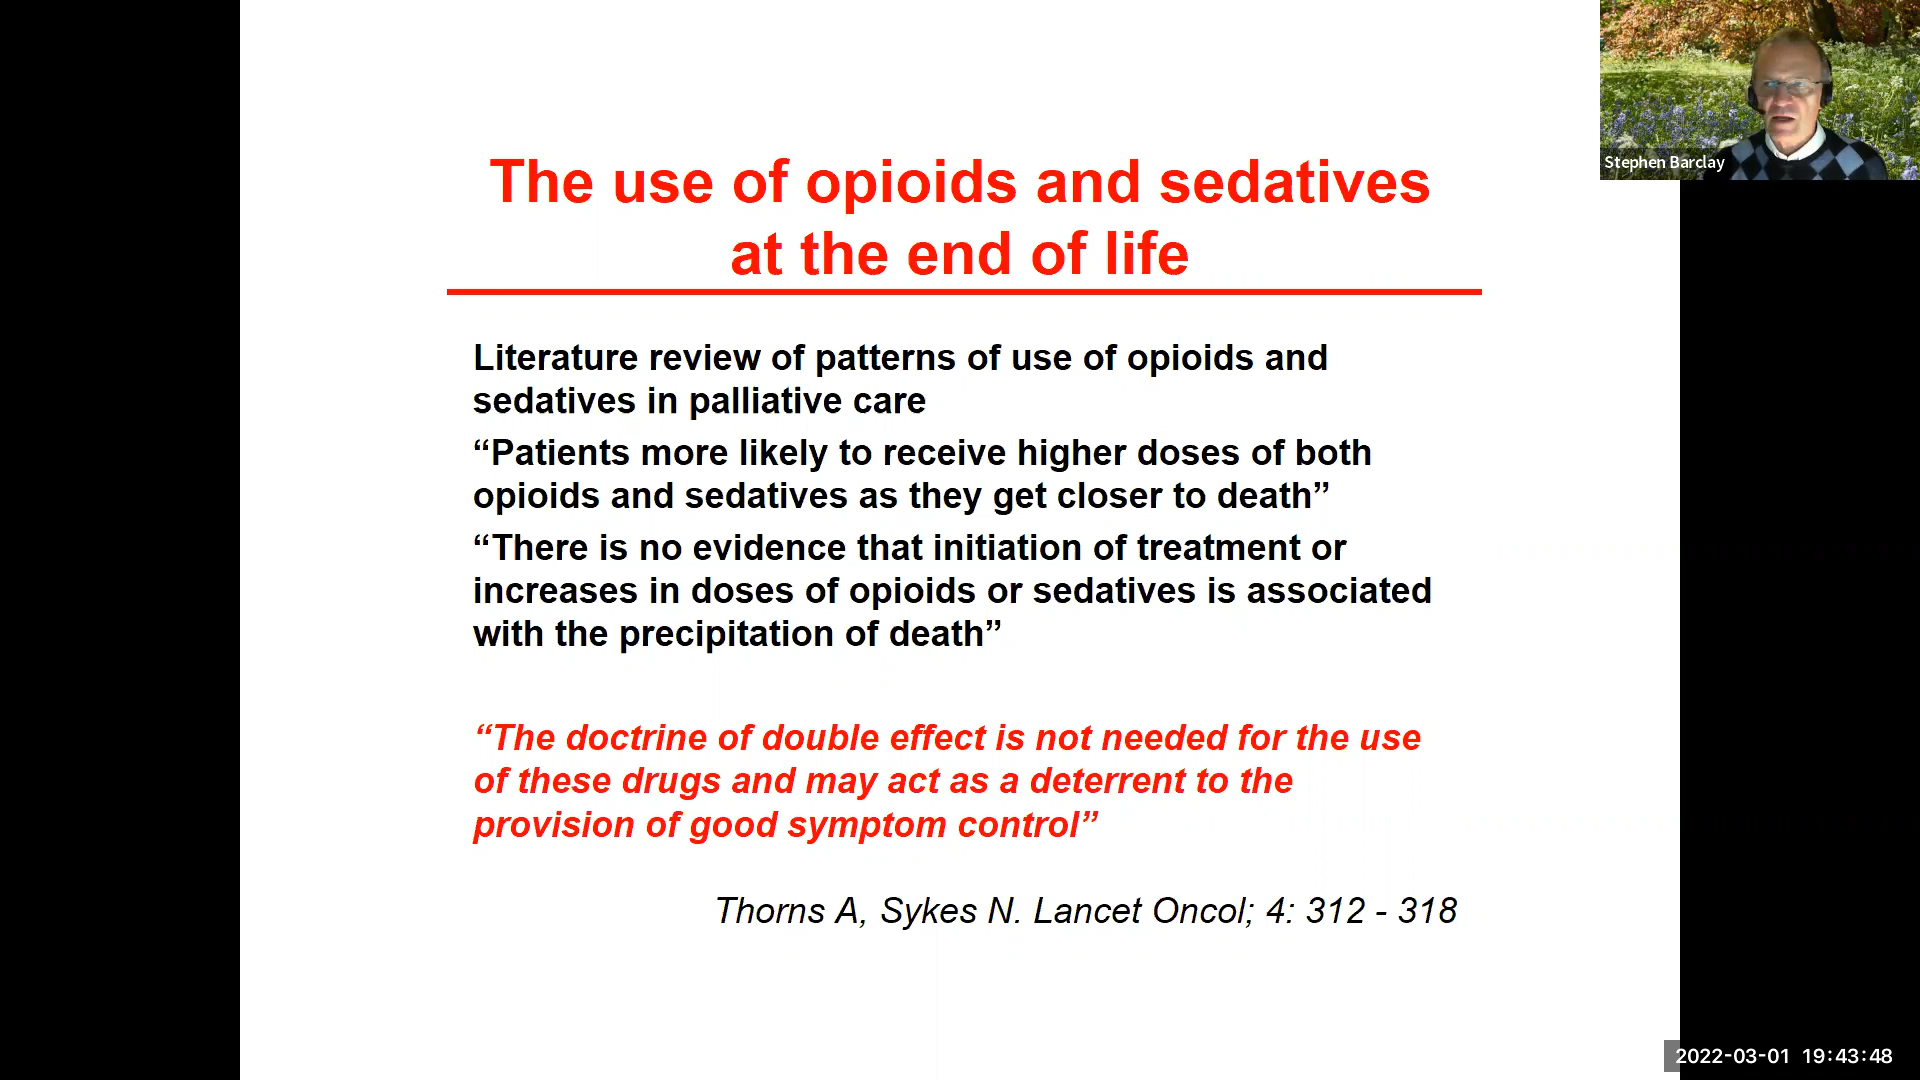 The use of opioids and sedatives
at the end of life
Stephen Barclay
Literature review of patterns of use of opioids and
sedatives in palliative care
“Patients more likely to receive higher doses of both
opioids and sedatives as they get closer to death”
“There is no evidence that initiation of treatment or
increases in doses of opioids or sedatives is associated
with the precipitation of death”
“The doctrine of double effect is not needed for the use
of these drugs and may act as a deterrent to the
provision of good symptom control”
Thorns A, Sykes N. Lancet Oncol; 4: 312 - 318
2022-03-01 19:43:48